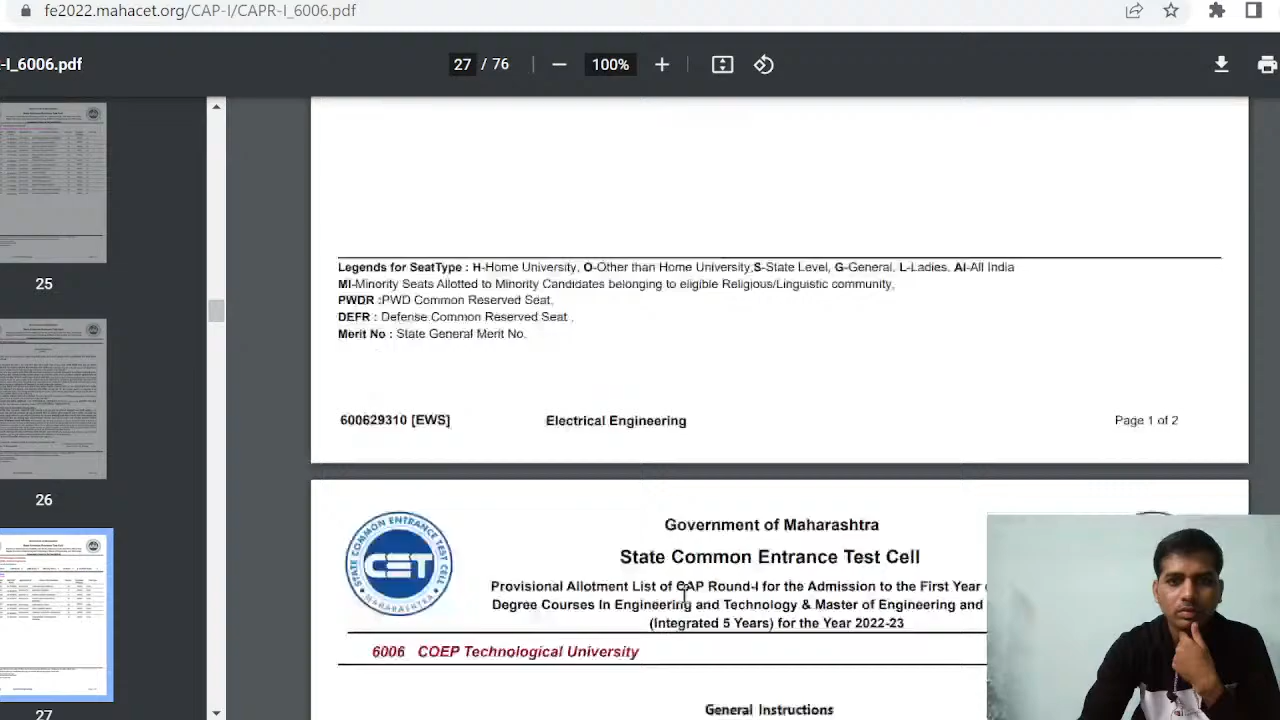 fe2022.mahacet.org/CAP-I/CAPR-I_6006.pdf
-I_6006.pdf
27 / 76
100%
25
26
27
Legends for SeatType : H-Home University, O-Other than Home University,S-State Level, G-General, L-Ladies, AI-All India
MI-Minority Seats Allotted to Minority Candidates belonging to eligible Religious/Linguistic community,
PWDR :PWD Common Reserved Seat,
DEFR : Defense Common Reserved Seat ,
Merit No : State General Merit No.
600629310 [EWS] Electrical Engineering Page 1 of 2
STATE COMMON ENTRANCE TEST CELL
CET
MAHARASHTRA
Government of Maharashtra
State Common Entrance Test Cell
Provisional Allotment List of CAP Round-I for the Admission to the First Year
Degree Courses In Engineering and Technology & Master of Engineering and
(Integrated 5 Years) for the Year 2022-23
6006 COEP Technological University
General Instructions